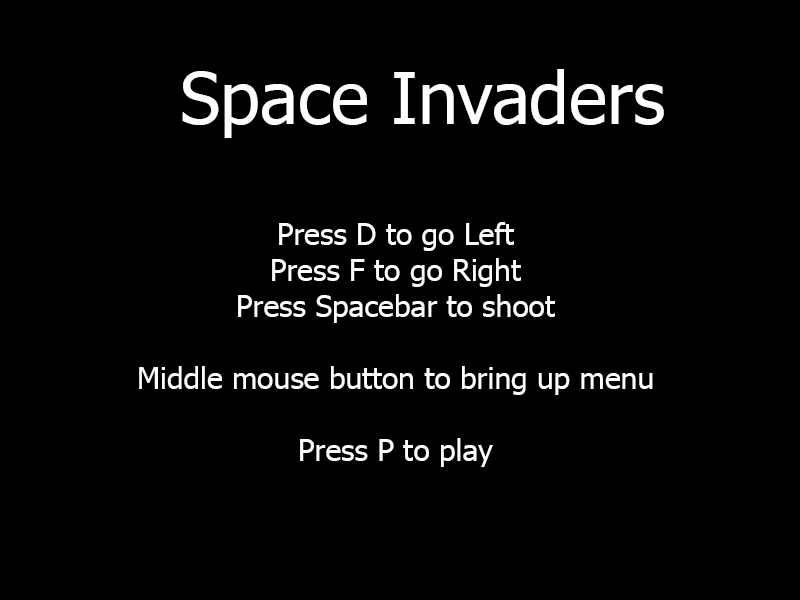 Space Invaders
Press D to go Left
Press F to go Right
Press Spacebar to shoot
Middle mouse button to bring up menu
Press P to play